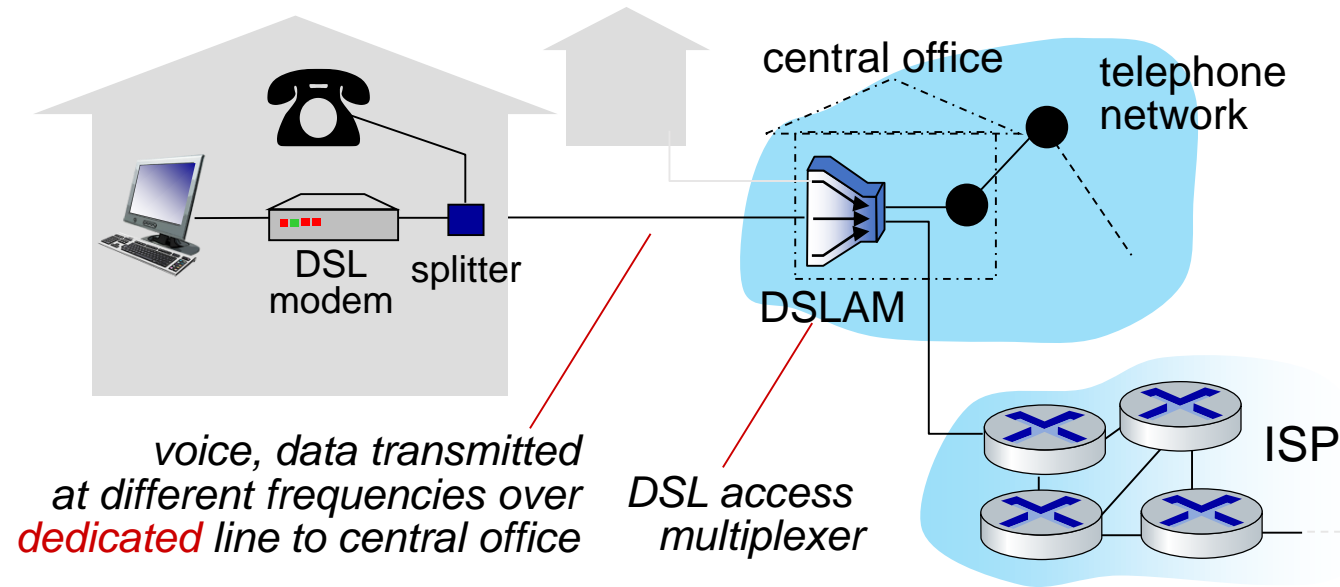 central office
telephone
network
DSL
modem
splitter
DSLAM
ISP
voice, data transmitted
at different frequencies over
dedicated line to central office
DSL access
multiplexer